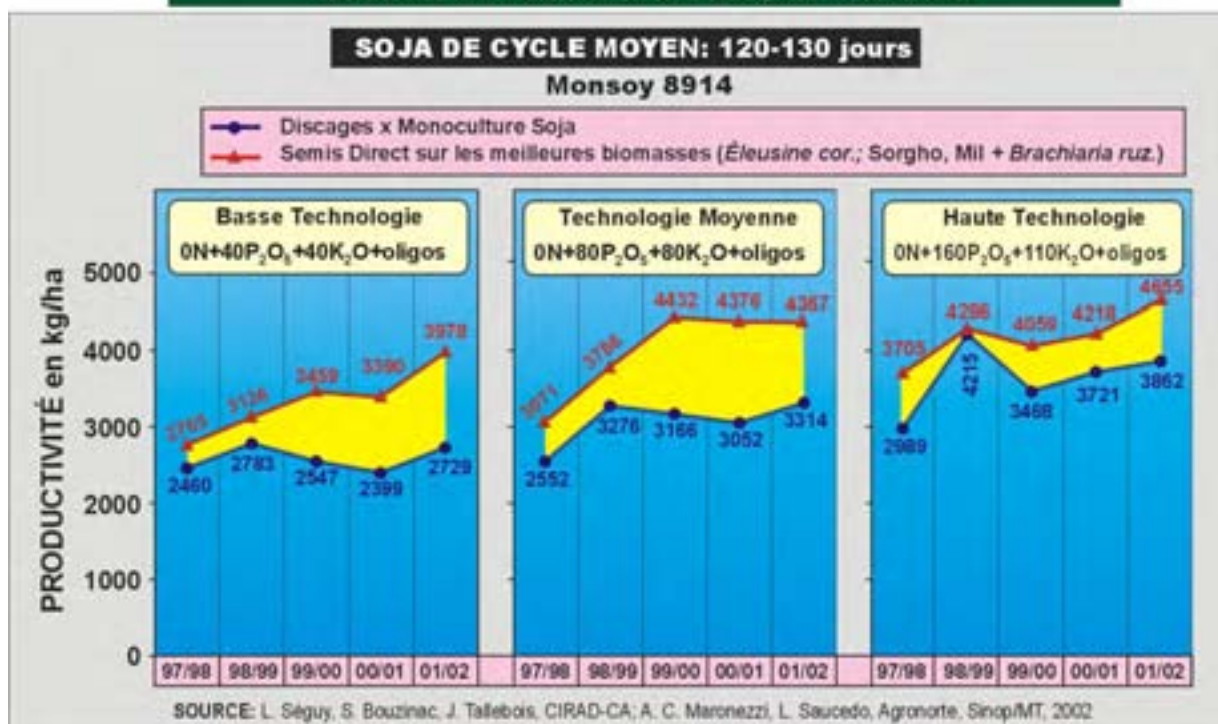 SOJA DE CYCLE MOYEN: 120-130 jours
Monsoy 8914
Discages x Monoculture Soja
Semis Direct sur les meilleures biomasses (Éleusine cor.; Sorgho, Mil + Brachiaria ruz.)
Basse Technologie
0N+40P₂O₅+40K₂O+oligos
Technologie Moyenne
0N+80P₂O₅+80K₂O+oligos
Haute Technologie
0N+160P₂O₅+110K₂O+oligos
PRODUCTIVITÉ en kg/ha
5000
4000
3000
2000
1000
0
3126 3459 3390 3978
2460 2783 2547 2399 2729
3071 4432 4376 4367
2552 3276 3166 3052 3314
3705 4286 4059 4218 4655
2989 4215 3468 3721 3862
97/98 98/99 99/00 00/01 01/02
97/98 98/99 99/00 00/01 01/02
97/98 98/99 99/00 00/01 01/02
SOURCE: L. Séguy, S. Bouzinac, J. Taillebois, CIRAD-CA; A. C. Maronezzi, L. Saucedo, Agronorte, Sinop/MT, 2002